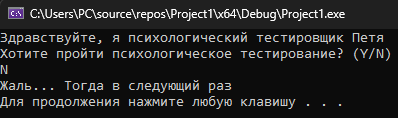 C:\Users\PC\source\repos\Project1\x64\Debug\Project1.exe
Здравствуйте, я психологический тестировщик Петя
Хотите пройти психологическое тестирование? (Y/N)
N
Жаль... Тогда в следующий раз
Для продолжения нажмите любую клавишу . . .